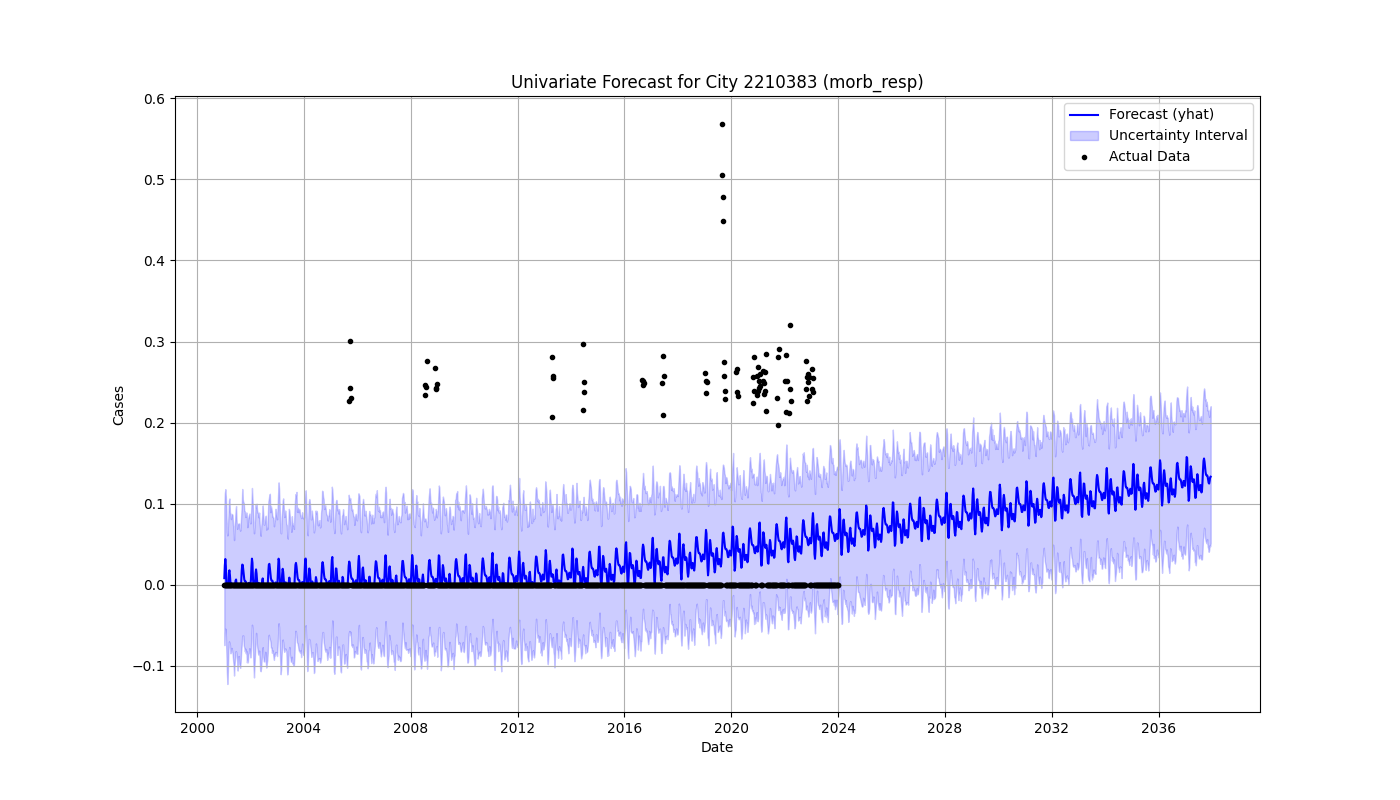 Univariate Forecast for City 2210383 (morb_resp)
Forecast (yhat)
Uncertainty Interval
Actual Data
Cases
0.6
0.5
0.4
0.3
0.2
0.1
0.0
−0.1
2000 2004 2008 2012 2016 2020 2024 2028 2032 2036
Date